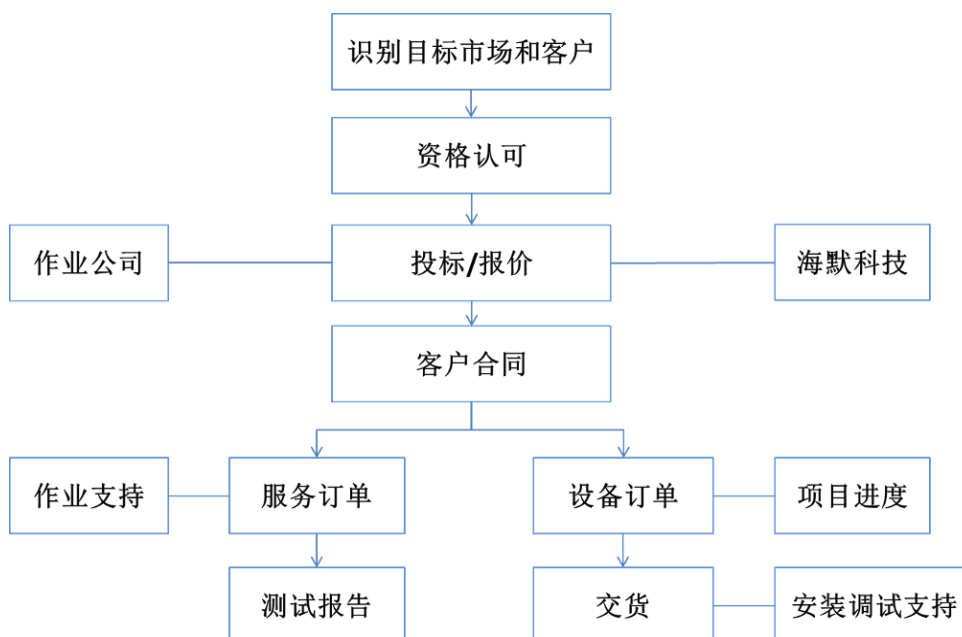 识别目标市场和客户
资格认可
作业公司
投标/报价
海默科技
客户合同
作业支持
服务订单
设备订单
项目进度
测试报告
交货
安装调试支持